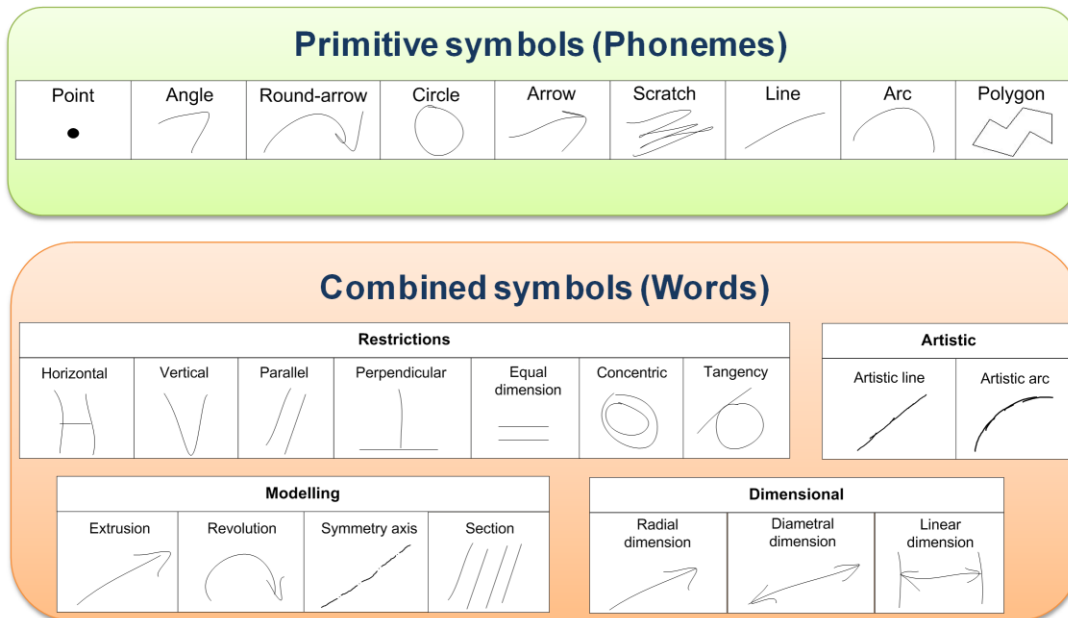 Primitive symbols (Phonemes)
Point Angle Round-arrow Circle Arrow Scratch Line Arc Polygon
Combined symbols (Words)
Restrictions
Horizontal Vertical Parallel Perpendicular Equal dimension Concentric Tangency
Artistic
Artistic line Artistic arc
Modelling
Extrusion Revolution Symmetry axis Section
Dimensional
Radial dimension Diametral dimension Linear dimension